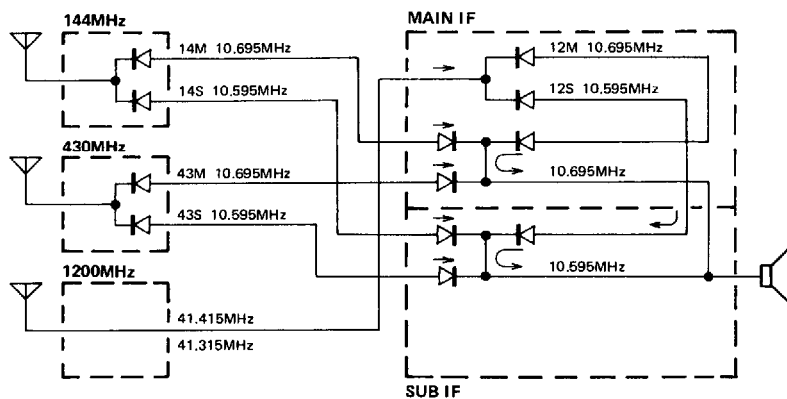 144MHz
MAIN IF
14M 10.695MHz
12M 10.695MHz
14S 10.595MHz
12S 10.595MHz
430MHz
43M 10.695MHz
10.695MHz
43S 10.595MHz
10.595MHz
1200MHz
41.415MHz
41.315MHz
SUB IF